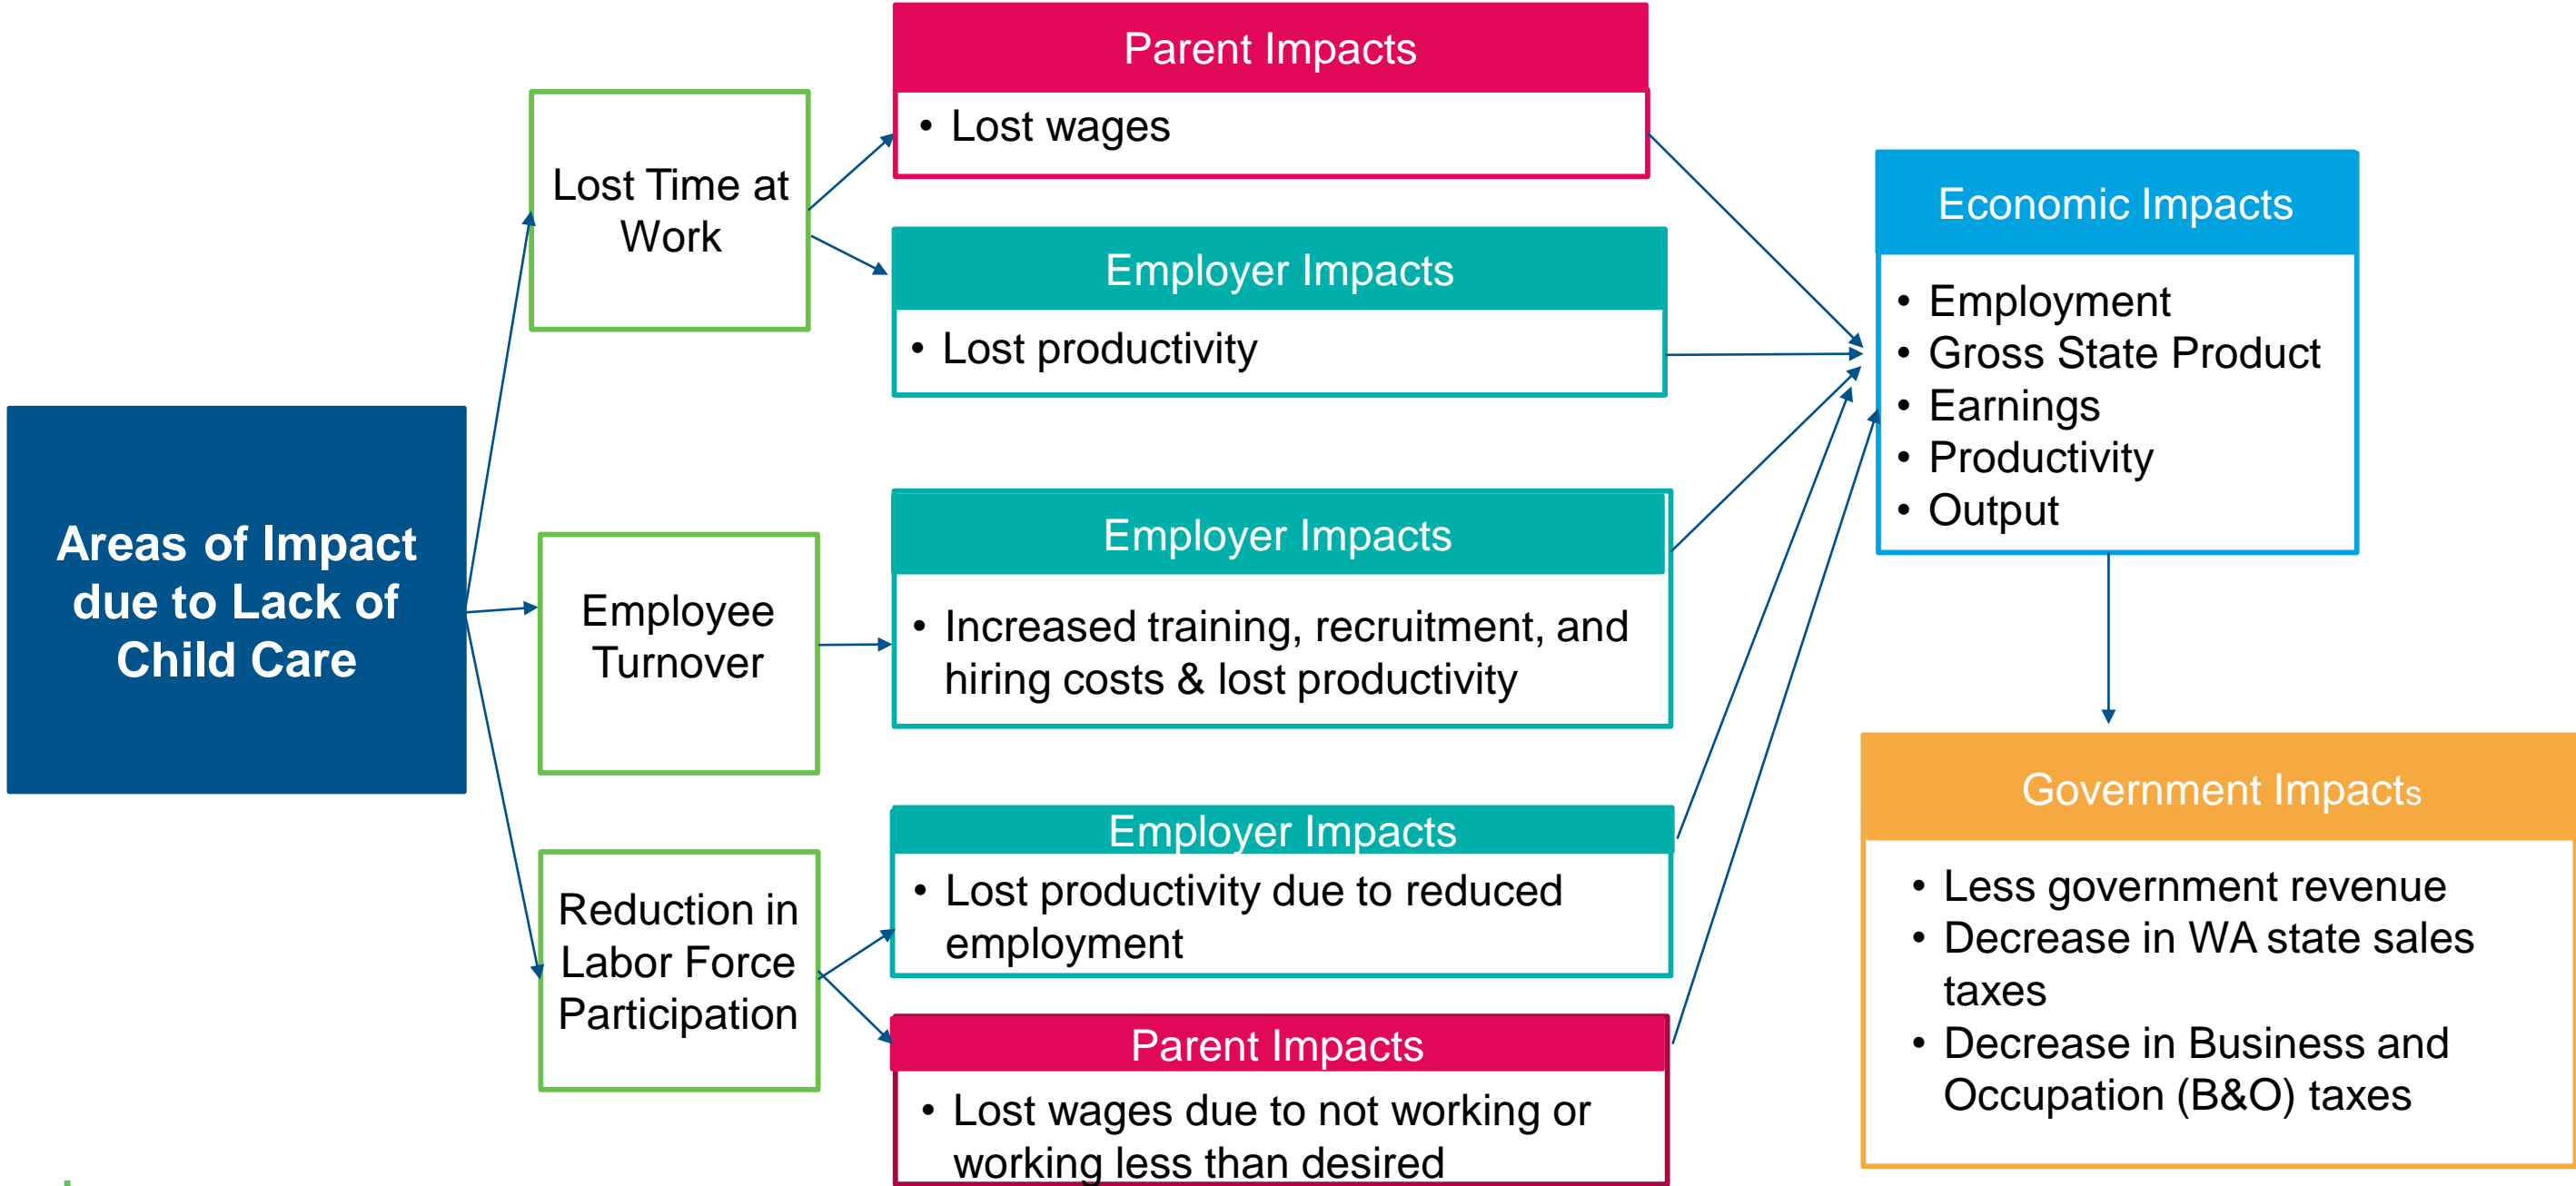 Areas of Impact
due to Lack of
Child Care
Lost Time at
Work
Employee
Turnover
Reduction in
Labor Force
Participation
Parent Impacts
• Lost wages
Employer Impacts
• Lost productivity
Employer Impacts
• Increased training, recruitment, and
hiring costs & lost productivity
Employer Impacts
• Lost productivity due to reduced
employment
Parent Impacts
• Lost wages due to not working or
working less than desired
Economic Impacts
• Employment
• Gross State Product
• Earnings
• Productivity
• Output
Government Impacts
• Less government revenue
• Decrease in WA state sales
taxes
• Decrease in Business and
Occupation (B&O) taxes